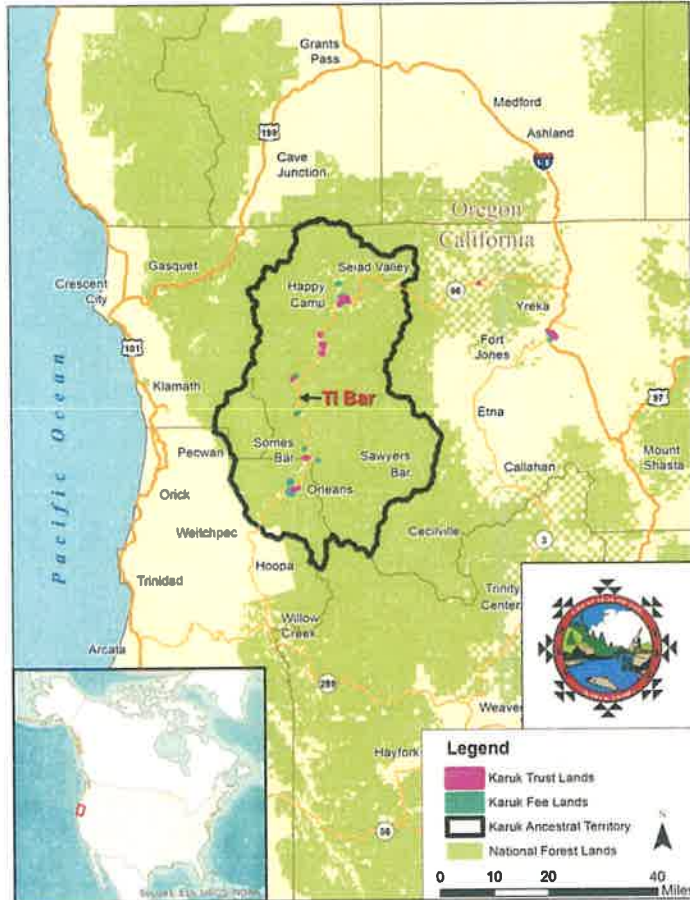 Grants
Pass
Medford
Ashland
199
Cave
Junction
Oregon
California
Gasquet
Seiad Valley
Crescent
City
Happy
Camp
96
Yreka
101
Fort
Jones
Klamath
Ti Bar
Etna
97
Pecwan
Somes
Bar
Sawyers
Bar
Mount
Shasta
Callahan
Orick
Orleans
Pacific Ocean
Weitchpec
Cecilville
3
Hoopa
Trinidad
Trinity
Center
Willow
Creek
Arcata
299
Weaver
Hayfork
36
Legend
Karuk Trust Lands
Karuk Fee Lands
Karuk Ancestral Territory
National Forest Lands
N
0 10 20 40
Miles